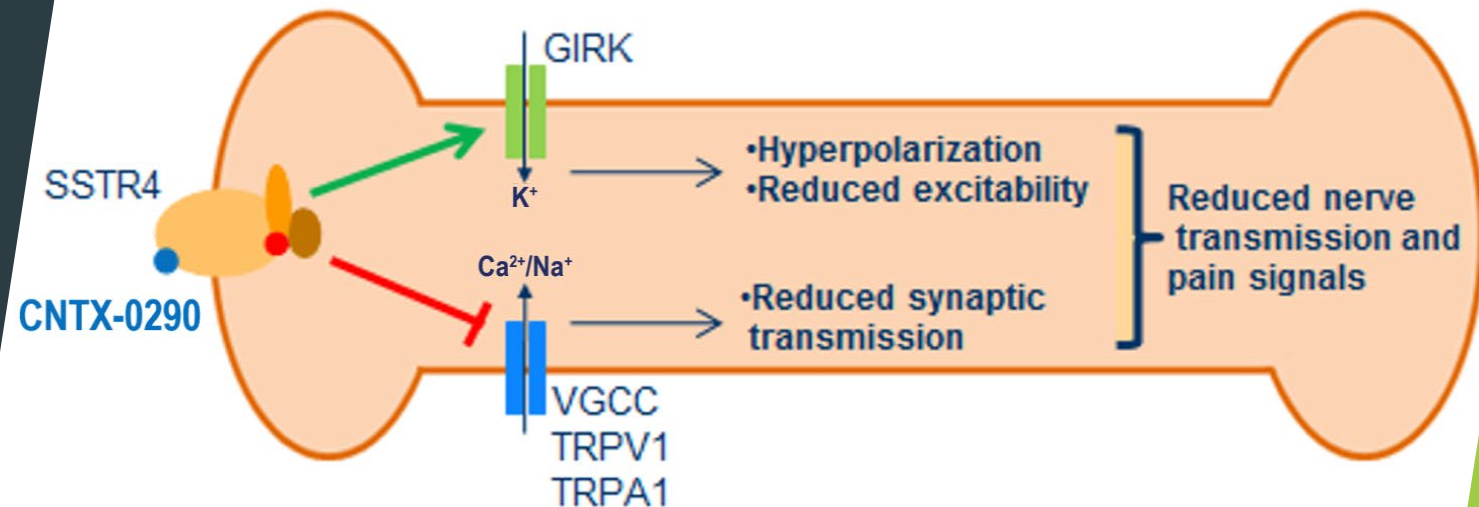 GIRK
SSTR4
K⁺
•Hyperpolarization
•Reduced excitability
Reduced nerve
transmission and
pain signals
CNTX-0290
Ca²⁺/Na⁺
•Reduced synaptic
transmission
VGCC
TRPV1
TRPA1